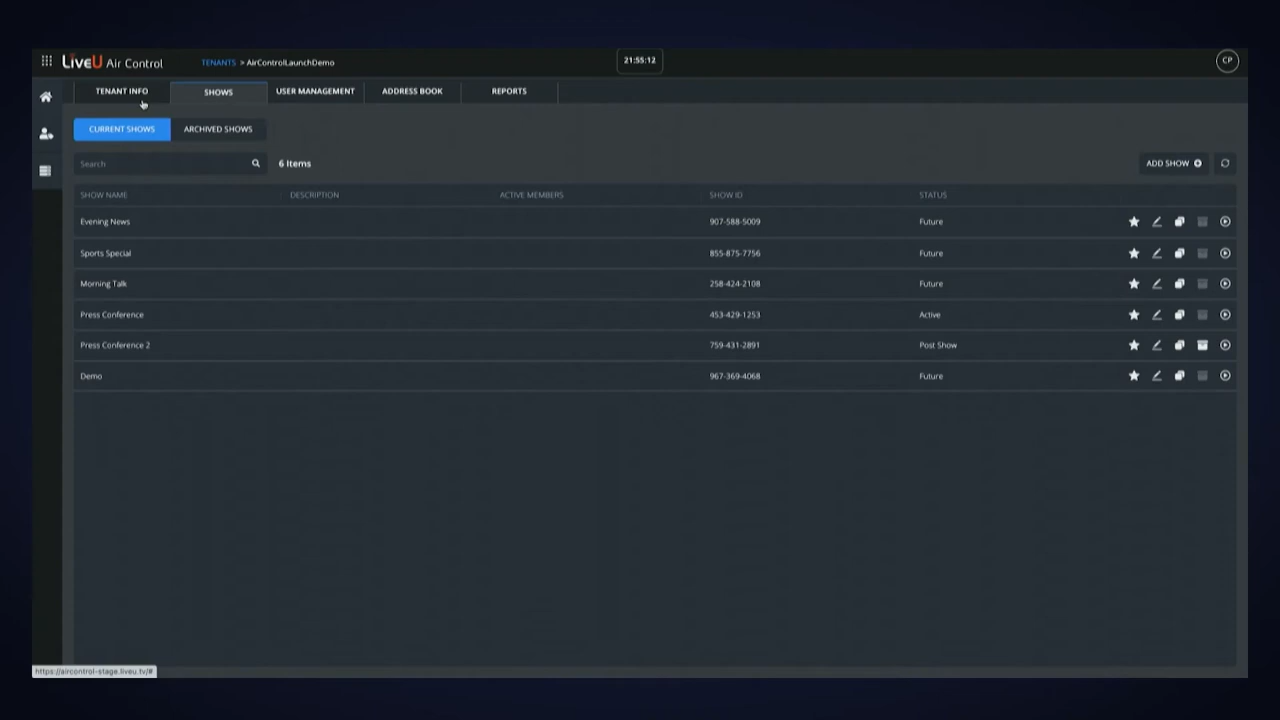 LiveU Air Control
TENANTS > AirControlLaunchDemo
21:55:12
CP
TENANT INFO
SHOWS
USER MANAGEMENT
ADDRESS BOOK
REPORTS
CURRENT SHOWS
ARCHIVED SHOWS
Search
6 Items
ADD SHOW
SHOW NAME DESCRIPTION ACTIVE MEMBERS SHOW ID STATUS
Evening News 907-588-5009 Future
Sports Special 855-875-7756 Future
Morning Talk 258-424-2108 Future
Press Conference 453-429-1253 Active
Press Conference 2 759-431-2891 Post Show
Demo 967-369-4068 Future
https://aircontrol-stage.liveu.tv/#